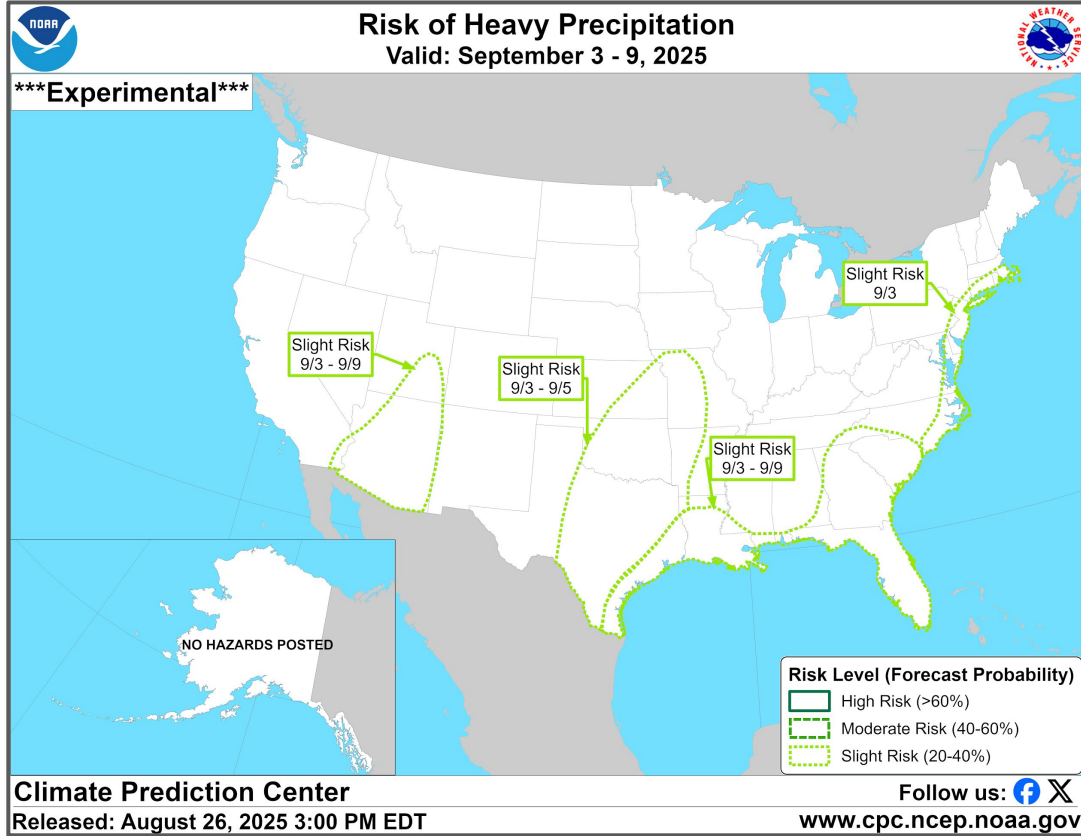 NOAA
Risk of Heavy Precipitation
Valid: September 3 - 9, 2025
NATIONAL WEATHER SERVICE
***Experimental***
Slight Risk
9/3
Slight Risk
9/3 - 9/9
Slight Risk
9/3 - 9/5
Slight Risk
9/3 - 9/9
NO HAZARDS POSTED
Risk Level (Forecast Probability)
High Risk (>60%)
Moderate Risk (40-60%)
Slight Risk (20-40%)
Climate Prediction Center
Follow us:
Released: August 26, 2025 3:00 PM EDT
www.cpc.ncep.noaa.gov